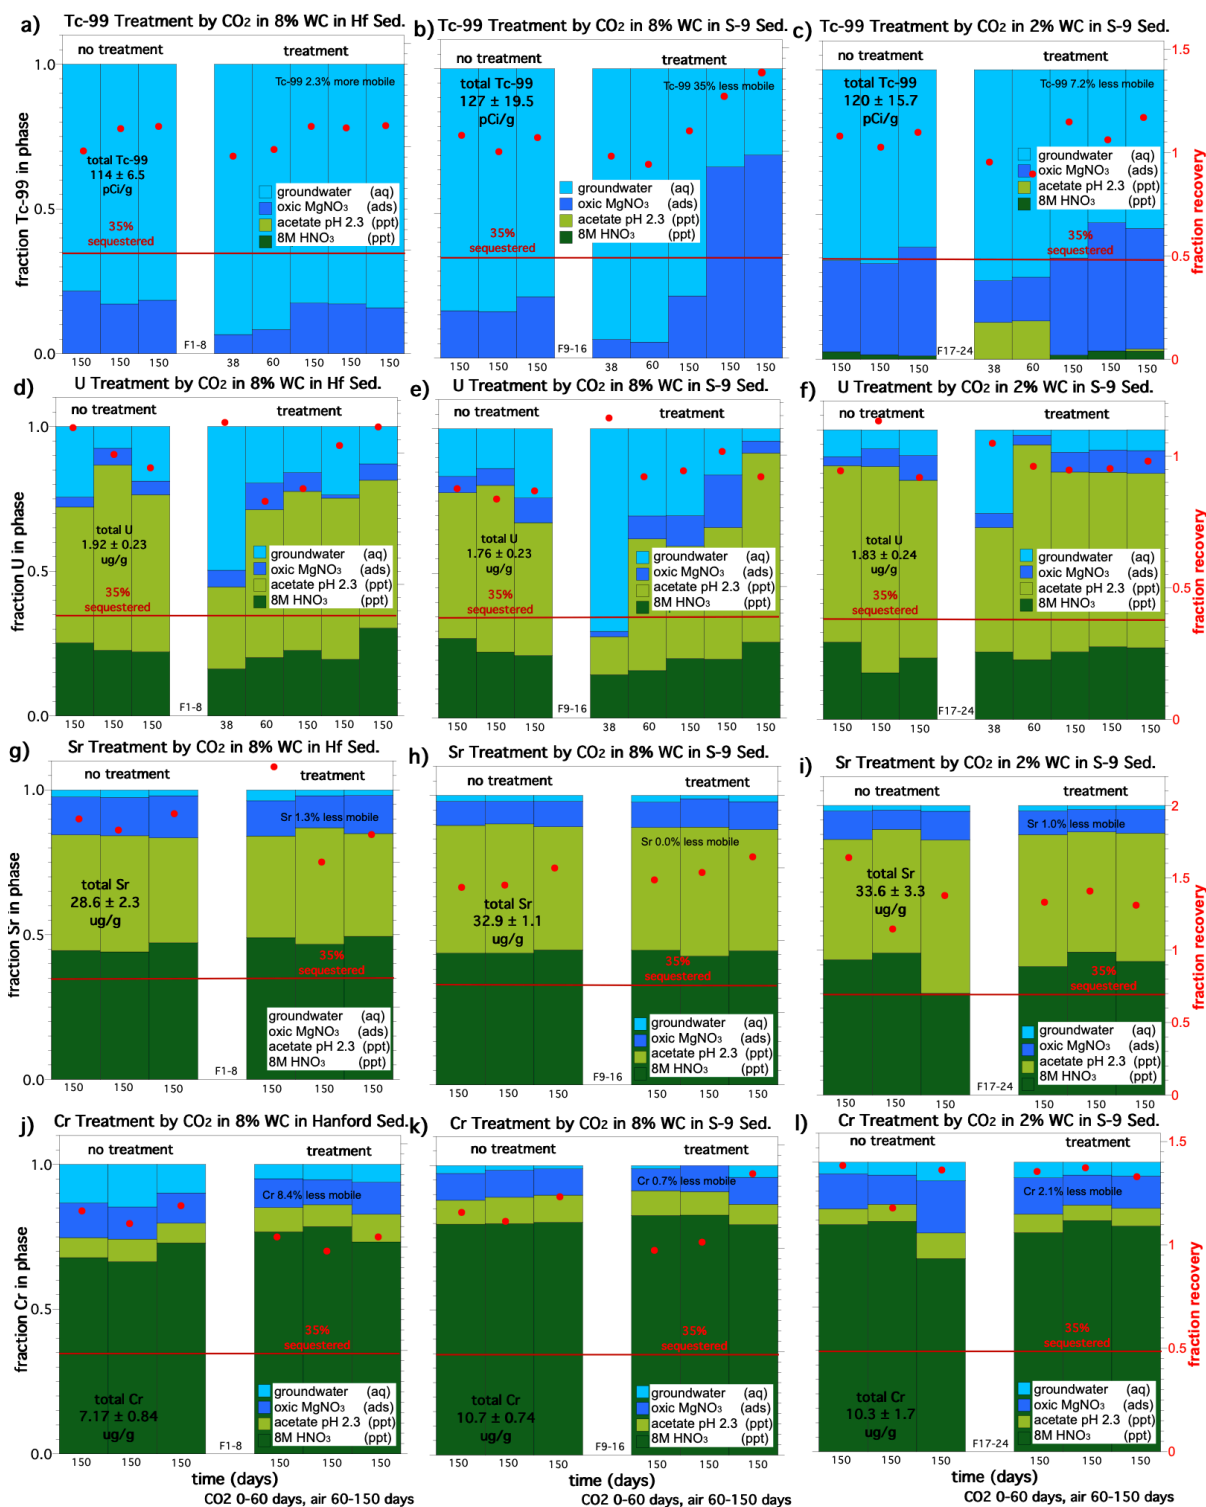 a) Tc-99 Treatment by CO2 in 8% WC in Hf Sed.
no treatment
treatment
Tc-99 2.3% more mobile
total Tc-99
114 ± 6.5
pCi/g
groundwater (aq)
oxic MgNO3 (ads)
acetate pH 2.3 (ppt)
8M HNO3 (ppt)
35%
sequestered
fraction Tc-99 in phase
1.0
0.5
0.0
150 150 150 F1-8 38 60 150 150 150
b) Tc-99 Treatment by CO2 in 8% WC in S-9 Sed.
no treatment
treatment
total Tc-99
127 ± 19.5
pCi/g
Tc-99 35% less mobile
groundwater (aq)
oxic MgNO3 (ads)
acetate pH 2.3 (ppt)
8M HNO3 (ppt)
150 150 150 F9-16 38 60 150 150 150
c) Tc-99 Treatment by CO2 in 2% WC in S-9 Sed.
no treatment
treatment
total Tc-99
120 ± 15.7
pCi/g
Tc-99 7.2% less mobile
groundwater (aq)
oxic MgNO3 (ads)
acetate pH 2.3 (ppt)
8M HNO3 (ppt)
35%
sequestered
1.5
1
0.5
0
fraction recovery
150 150 150 F17-24 38 60 150 150 150
d) U Treatment by CO2 in 8% WC in Hf Sed.
no treatment
treatment
total U
1.92 ± 0.23
ug/g
groundwater (aq)
oxic MgNO3 (ads)
acetate pH 2.3 (ppt)
8M HNO3 (ppt)
35%
sequestered
fraction U in phase
1.0
0.5
0.0
150 150 150 F1-8 38 60 150 150 150
e) U Treatment by CO2 in 8% WC in S-9 Sed.
no treatment
treatment
total U
1.76 ± 0.23
ug/g
groundwater (aq)
oxic MgNO3 (ads)
acetate pH 2.3 (ppt)
8M HNO3 (ppt)
35%
sequestered
150 150 150 F9-16 38 60 150 150 150
f) U Treatment by CO2 in 2% WC in S-9 Sed.
no treatment
treatment
total U
1.83 ± 0.24
ug/g
groundwater (aq)
oxic MgNO3 (ads)
acetate pH 2.3 (ppt)
8M HNO3 (ppt)
35%
sequestered
1
0.5
0
fraction recovery
150 150 150 F17-24 38 60 150 150 150
g) Sr Treatment by CO2 in 8% WC in Hf Sed.
no treatment
treatment
Sr 1.3% less mobile
total Sr
28.6 ± 2.3
ug/g
35%
sequestered
groundwater (aq)
oxic MgNO3 (ads)
acetate pH 2.3 (ppt)
8M HNO3 (ppt)
fraction Sr in phase
1.0
0.5
0.0
150 150 150 F1-8 150 150 150
h) Sr Treatment by CO2 in 8% WC in S-9 Sed.
no treatment
treatment
Sr 0.0% less mobile
total Sr
32.9 ± 1.1
ug/g
35%
sequestered
groundwater (aq)
oxic MgNO3 (ads)
acetate pH 2.3 (ppt)
8M HNO3 (ppt)
150 150 150 F9-16 150 150 150
i) Sr Treatment by CO2 in 2% WC in S-9 Sed.
no treatment
treatment
Sr 1.0% less mobile
total Sr
33.6 ± 3.3
ug/g
35%
sequestered
groundwater (aq)
oxic MgNO3 (ads)
acetate pH 2.3 (ppt)
8M HNO3 (ppt)
2
1.5
1
0.5
0
fraction recovery
150 150 150 F17-24 150 150 150
j) Cr Treatment by CO2 in 8% WC in Hanford Sed.
no treatment
treatment
Cr 8.4% less mobile
35%
sequestered
total Cr
7.17 ± 0.84
ug/g
groundwater (aq)
oxic MgNO3 (ads)
acetate pH 2.3 (ppt)
8M HNO3 (ppt)
fraction Cr in phase
1.0
0.5
0.0
150 150 150 F1-8 150 150 150
time (days)
CO2 0-60 days, air 60-150 days
k) Cr Treatment by CO2 in 8% WC in S-9 Sed.
no treatment
treatment
Cr 0.7% less mobile
35%
sequestered
total Cr
10.7 ± 0.74
ug/g
groundwater (aq)
oxic MgNO3 (ads)
acetate pH 2.3 (ppt)
8M HNO3 (ppt)
150 150 150 F9-16 150 150 150
l) Cr Treatment by CO2 in 2% WC in S-9 Sed.
no treatment
treatment
Cr 2.1% less mobile
35%
sequestered
total Cr
10.3 ± 1.7
ug/g
groundwater (aq)
oxic MgNO3 (ads)
acetate pH 2.3 (ppt)
8M HNO3 (ppt)
1.5
1
0.5
0
fraction recovery
150 150 150 F17-24 150 150 150
time (days)
CO2 0-60 days, air 60-150 days